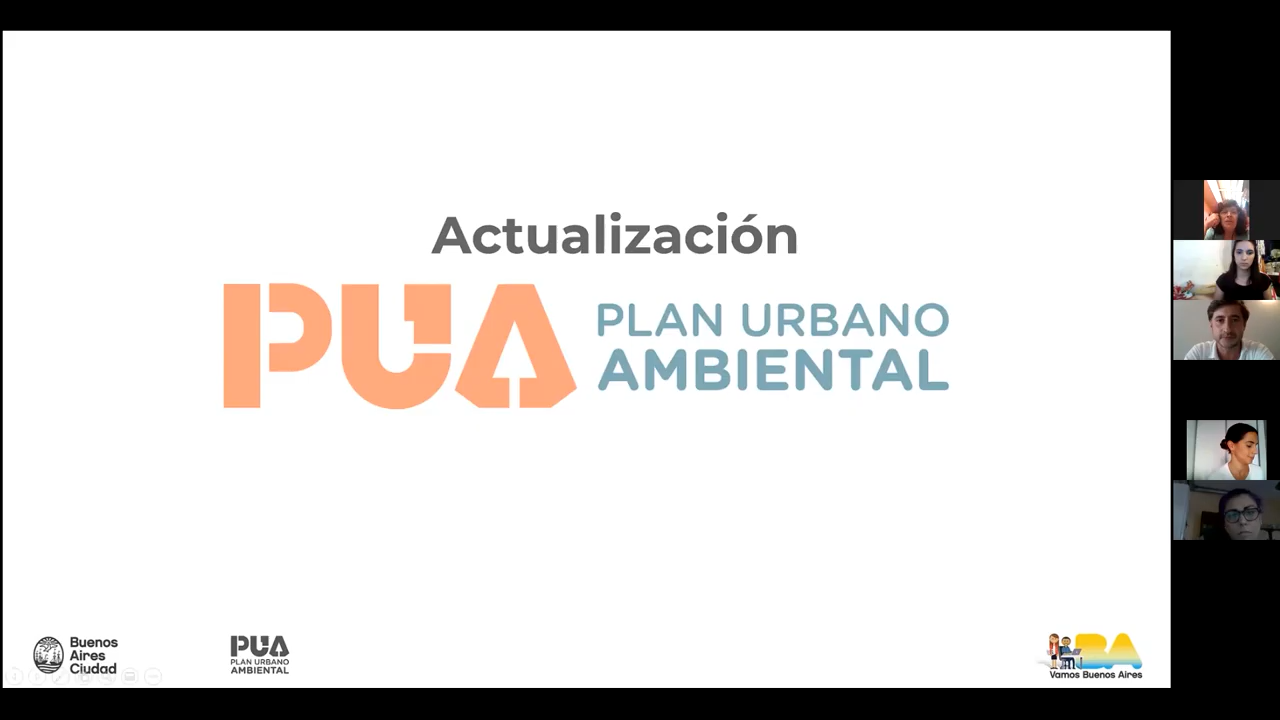 Actualización
PUA
PLAN URBANO
AMBIENTAL
Buenos
Aires
Ciudad
PUA
PLAN URBANO
AMBIENTAL
BA
Vamos Buenos Aires